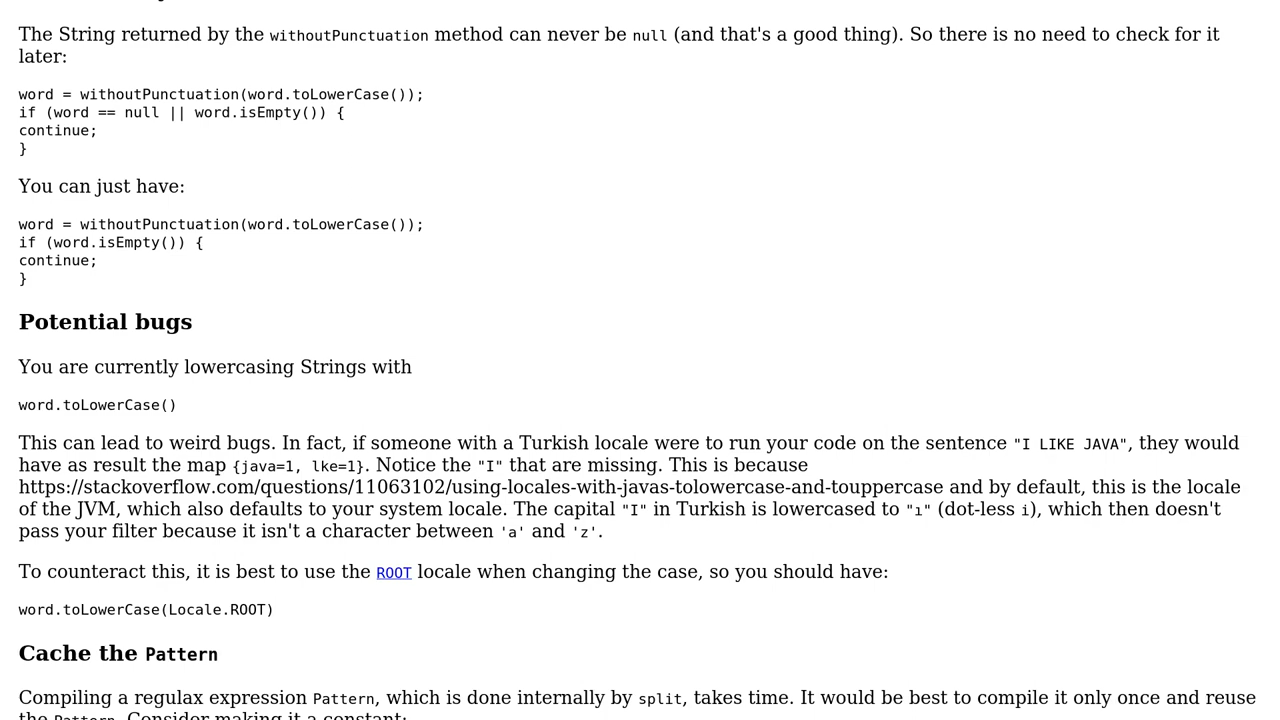 The String returned by the withoutPunctuation method can never be null (and that's a good thing). So there is no need to check for it
later:
word = withoutPunctuation(word.toLowerCase());
if (word == null || word.isEmpty()) {
continue;
}
You can just have:
word = withoutPunctuation(word.toLowerCase());
if (word.isEmpty()) {
continue;
}
Potential bugs
You are currently lowercasing Strings with
word.toLowerCase()
This can lead to weird bugs. In fact, if someone with a Turkish locale were to run your code on the sentence "I LIKE JAVA", they would
have as result the map {java=1, lke=1}. Notice the "I" that are missing. This is because
https://stackoverflow.com/questions/11063102/using-locales-with-javas-tolowercase-and-touppercase and by default, this is the locale
of the JVM, which also defaults to your system locale. The capital "I" in Turkish is lowercased to "ı" (dot-less i), which then doesn't
pass your filter because it isn't a character between 'a' and 'z'.
To counteract this, it is best to use the ROOT locale when changing the case, so you should have:
word.toLowerCase(Locale.ROOT)
Cache the Pattern
Compiling a regulax expression Pattern, which is done internally by split, takes time. It would be best to compile it only once and reuse
the Pattern. Consider making it a constant: